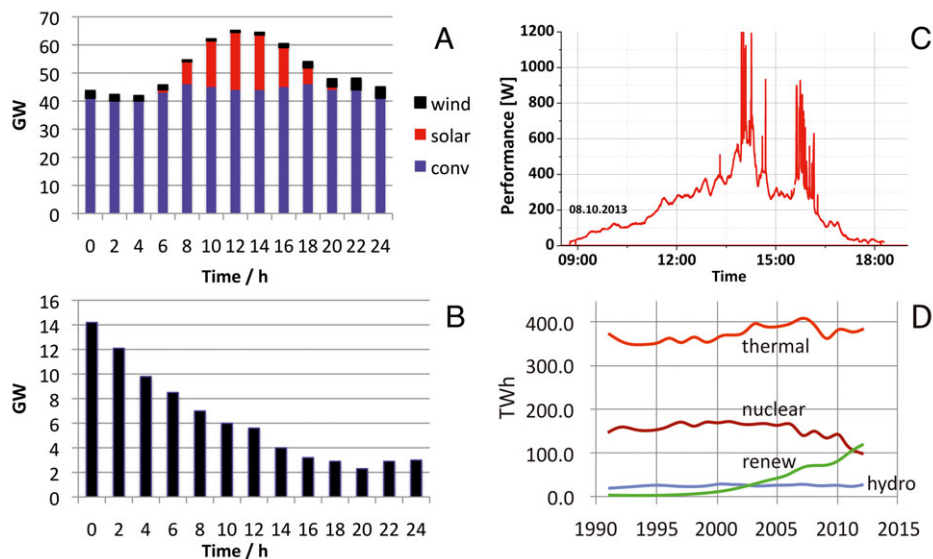 A
70
60
50
40
30
20
10
0
GW
wind
solar
conv
0 2 4 6 8 10 12 14 16 18 20 22 24
Time / h
B
16
14
12
10
8
6
4
2
0
GW
0 2 4 6 8 10 12 14 16 18 20 22 24
Time / h
C
1200
1000
800
600
400
200
0
Performance [W]
08.10.2013
09:00 12:00 15:00 18:00
Time
D
400.0
300.0
200.0
100.0
0.0
TWh
thermal
nuclear
renew
hydro
1990 1995 2000 2005 2010 2015